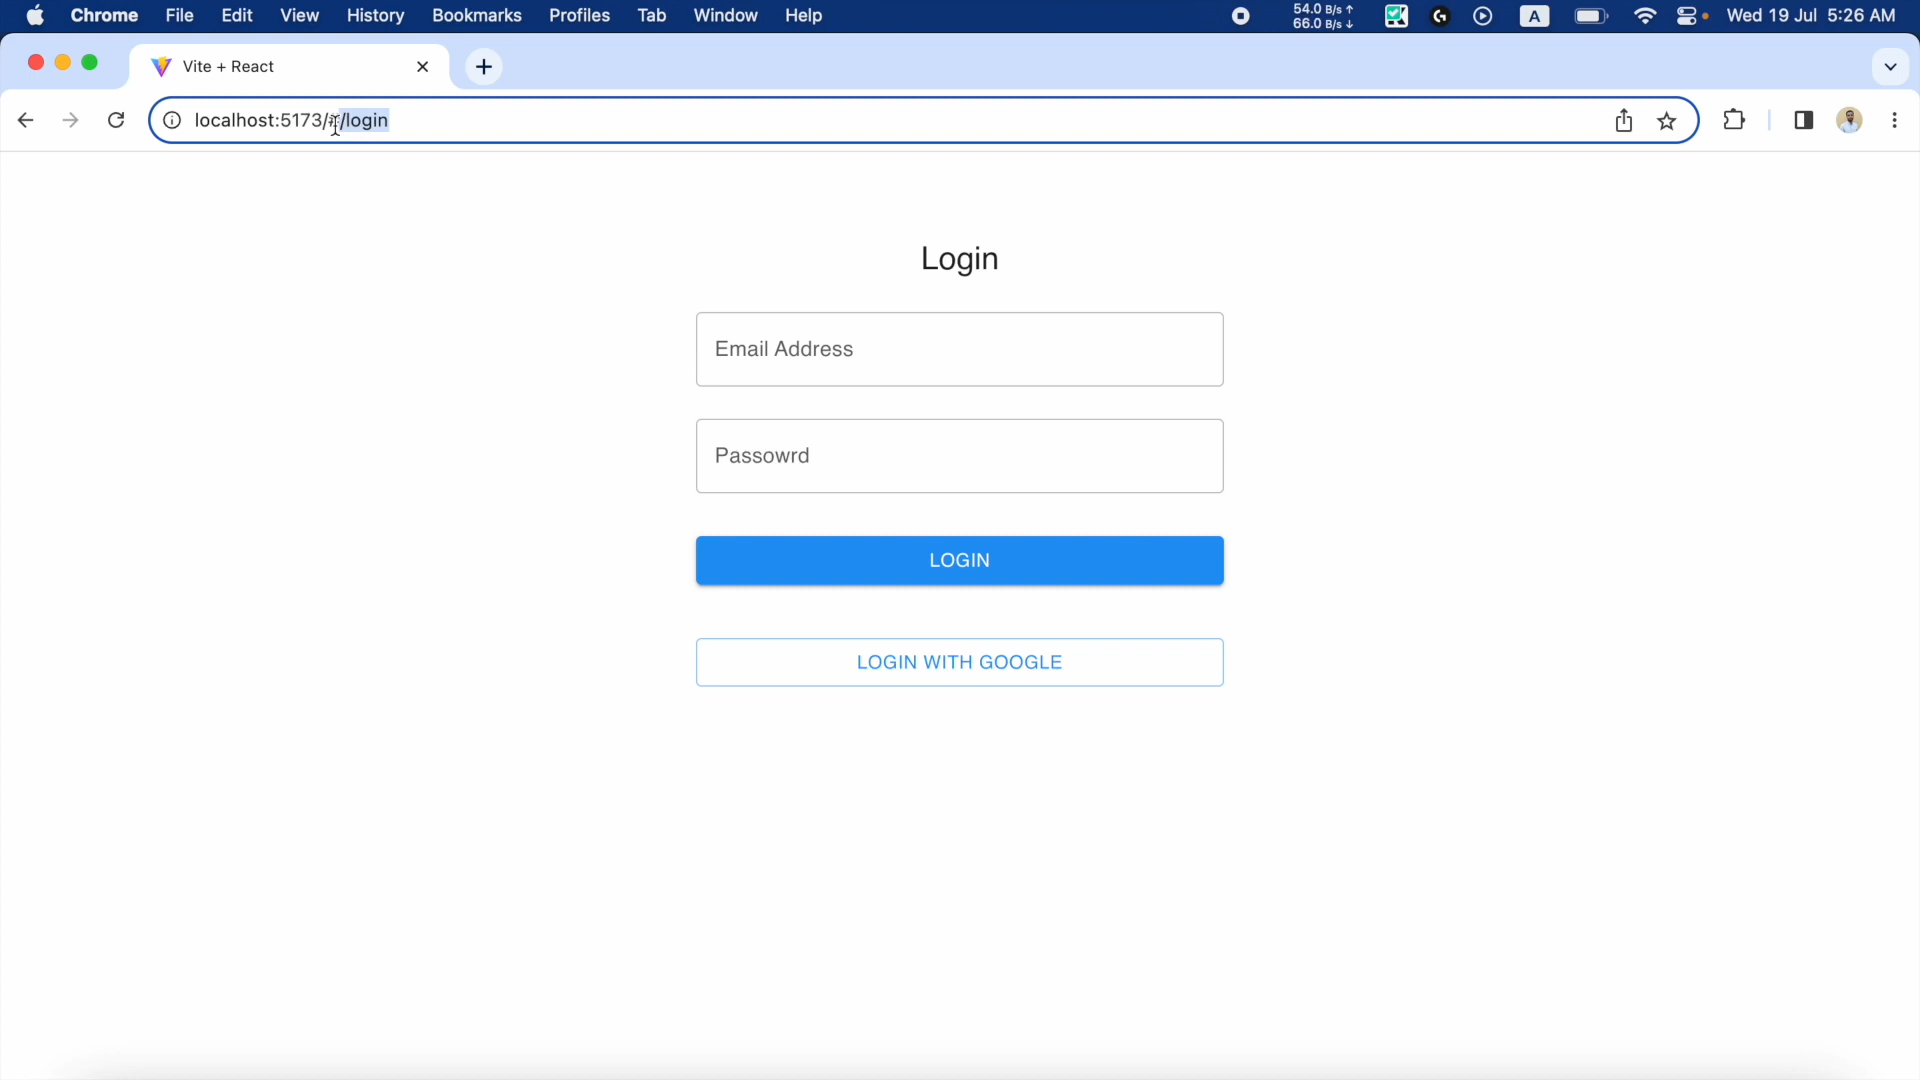 Chrome File Edit View History Bookmarks Profiles Tab Window Help 54.0 B/s ↑ A Wed 19 Jul 5:26 AM
66.0 B/s ↓
Vite + React
localhost:5173/a/login
Login
Email Address
Passowrd
LOGIN
LOGIN WITH GOOGLE